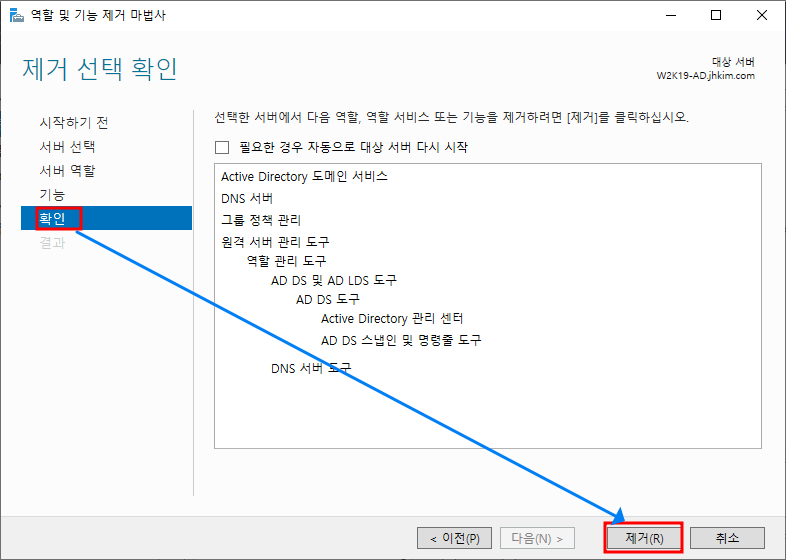 역할 및 기능 제거 마법사
제거 선택 확인
대상 서버
W2K19-AD.jhkim.com
시작하기 전
서버 선택
서버 역할
기능
확인
결과
선택한 서버에서 다음 역할, 역할 서비스 또는 기능을 제거하려면 [제거]를 클릭하십시오.
필요한 경우 자동으로 대상 서버 다시 시작
Active Directory 도메인 서비스
DNS 서버
그룹 정책 관리
원격 서버 관리 도구
역할 관리 도구
AD DS 및 AD LDS 도구
AD DS 도구
Active Directory 관리 센터
AD DS 스냅인 및 명령줄 도구
DNS 서버 도구
< 이전(P)
다음(N) >
제거(R)
취소